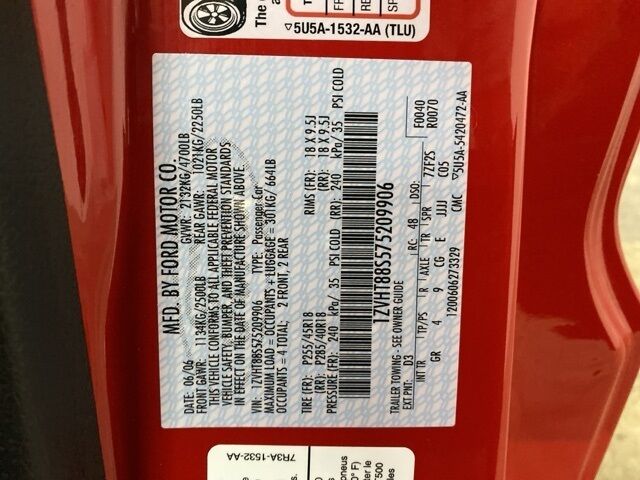 The
a
5U5A-1532-AA (TLU)
MFD. BY FORD MOTOR CO.
DATE: 06/06 GVWR: 2132KG/4700LB
FRONT GAWR: 1134KG/2500LB REAR GAWR: 1021KG/2250LB
THIS VEHICLE CONFORMS TO ALL APPLICABLE FEDERAL MOTOR
VEHICLE SAFETY, BUMPER, AND THEFT PREVENTION STANDARDS
IN EFFECT ON THE DATE OF MANUFACTURE SHOWN ABOVE.
VIN: 1ZVHT88S575209906 TYPE: Passenger Car
MAXIMUM LOAD = OCCUPANTS + LUGGAGE = 301KG/ 664LB
OCCUPANTS = 4 TOTAL: 2 FRONT, 2 REAR
TIRE (FR): P255/45R18 RIMS (FR): 18 X 9.5J
(RR): P285/40R18 (RR): 18 X 9.5J
PRESSURE (FR): 240 kPa/ 35 PSI COLD (RR): 240 kPa/ 35 PSI COLD
1ZVHT88S575209906
TRAILER TOWING - SEE OWNER GUIDE F0040
R0070
EXT PNT: D3 RC: 48 DSO:
INT TR TP/PS R AXLE TR SPR 7ZF2S
GR 4 9 CG E JJJJ C05
1200606273329 CMC 5U5A-5420472-AA
7R3A-1532-AA